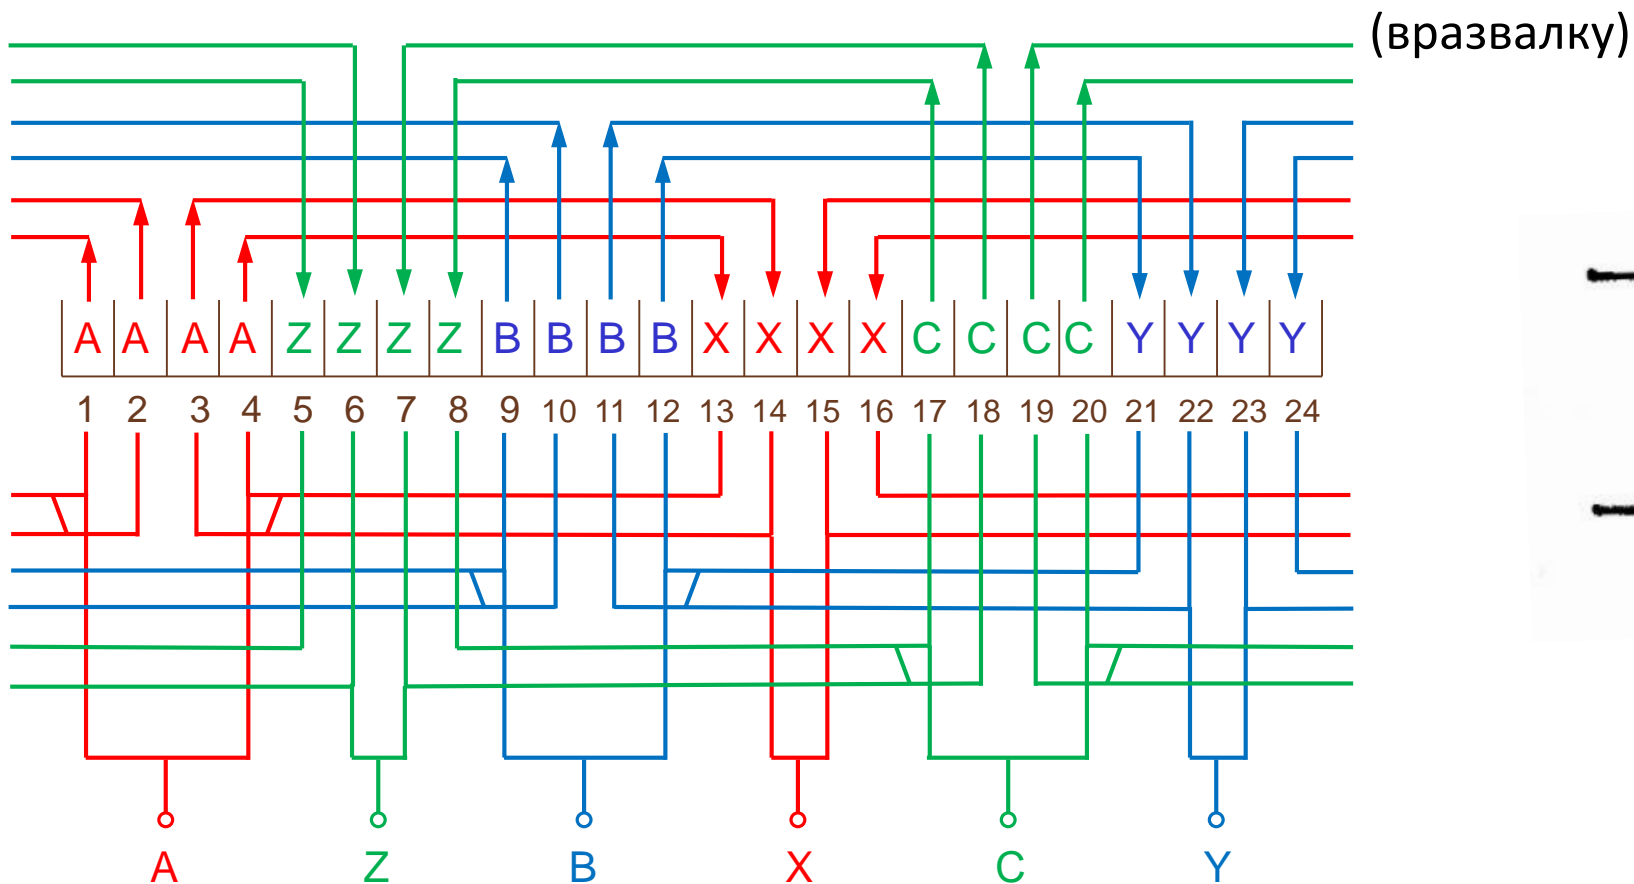 (вразвалку)
A A A A Z Z Z Z B B B B X X X X C C C C Y Y Y Y
1 2 3 4 5 6 7 8 9 10 11 12 13 14 15 16 17 18 19 20 21 22 23 24
A Z B X C Y